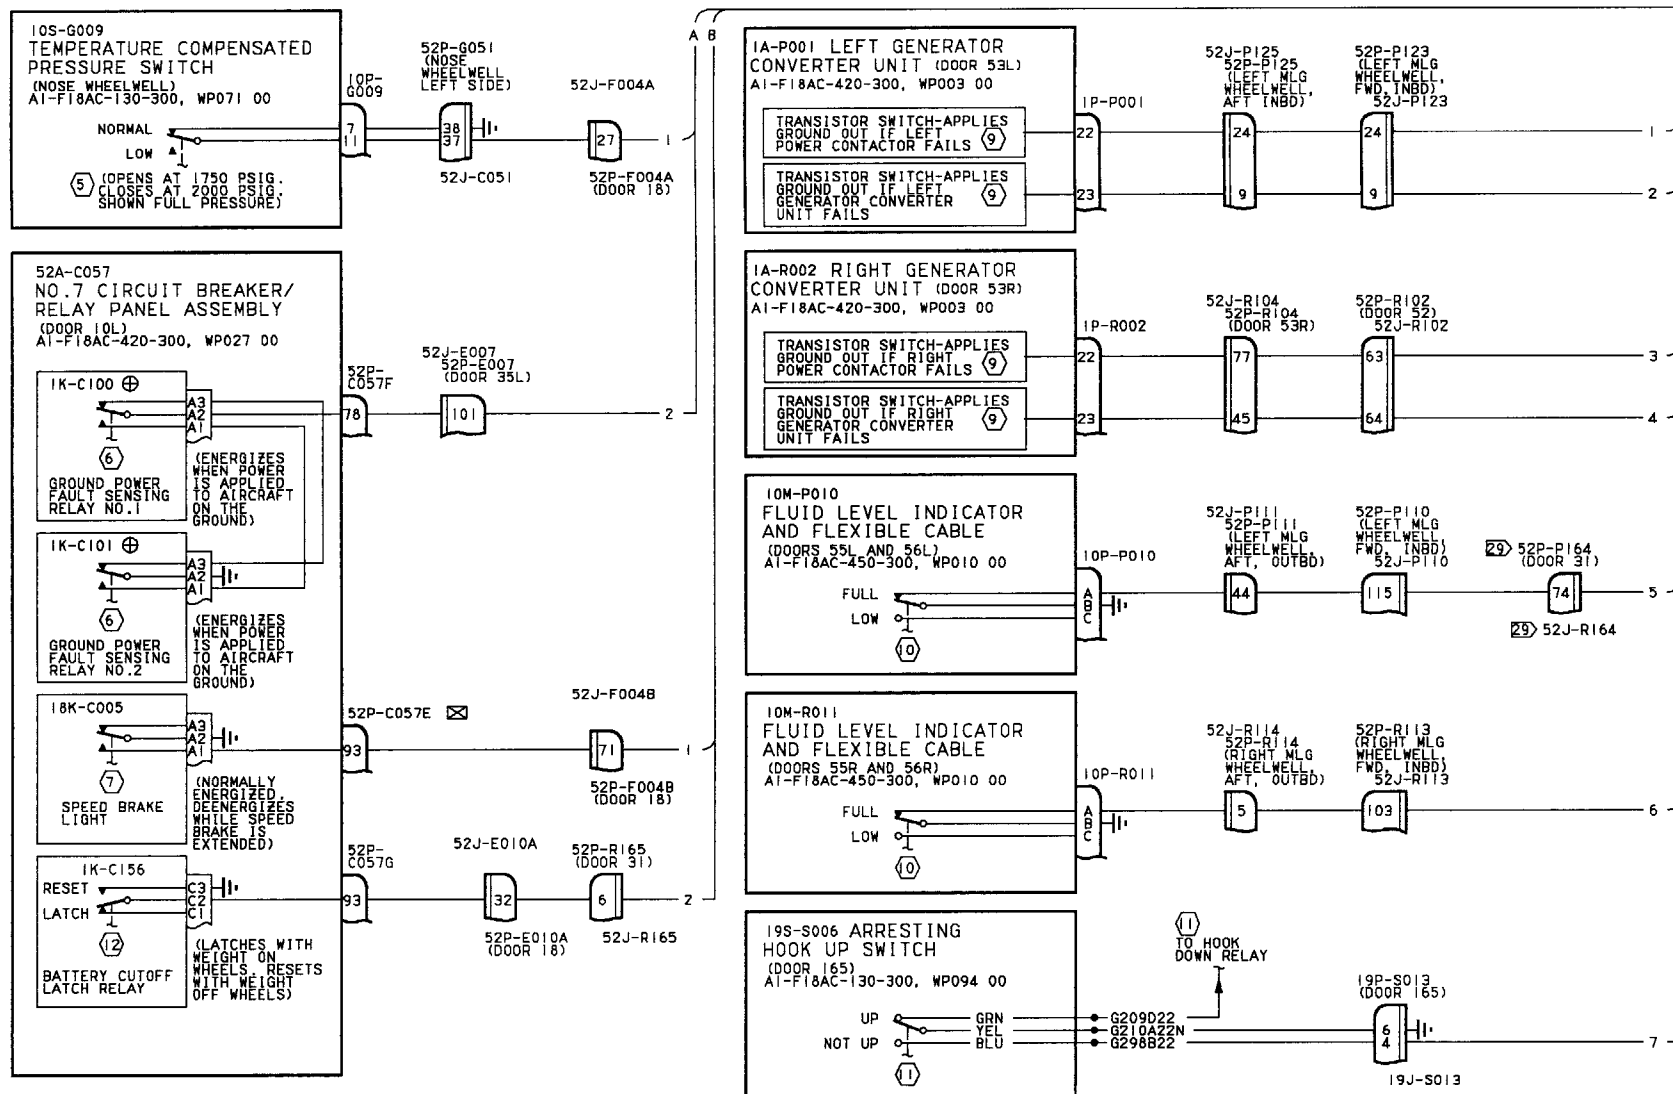 10S-G009
TEMPERATURE COMPENSATED
PRESSURE SWITCH
(NOSE WHEELWELL)
A1-F18AC-130-300, WP071 00
NORMAL
LOW
5 (OPENS AT 1750 PSIG.
CLOSES AT 2000 PSIG.
SHOWN FULL PRESSURE)
10P-
G009
7
11
52P-G051
(NOSE
WHEELWELL
LEFT SIDE)
38
37
52J-C051
52J-F004A
27
52P-F004A
(DOOR 18)
1
A B
52A-C057
NO.7 CIRCUIT BREAKER/
RELAY PANEL ASSEMBLY
(DOOR 10L)
A1-F18AC-420-300, WP027 00
1K-C100
A3
A2
A1
6
GROUND POWER
FAULT SENSING
RELAY NO.1
(ENERGIZES
WHEN POWER
IS APPLIED
TO AIRCRAFT
ON THE
GROUND)
52P-
C057F
78
52J-E007
52P-E007
(DOOR 35L)
101
2
1K-C101
A3
A2
A1
6
GROUND POWER
FAULT SENSING
RELAY NO.2
(ENERGIZES
WHEN POWER
IS APPLIED
TO AIRCRAFT
ON THE
GROUND)
18K-C005
A3
A2
A1
7
SPEED BRAKE
LIGHT
(NORMALLY
ENERGIZED.
DEENERGIZES
WHILE SPEED
BRAKE IS
EXTENDED)
52P-C057E
93
52J-F004B
71
52P-F004B
(DOOR 18)
1
1K-C156
RESET
LATCH
C3
C2
C1
12
BATTERY CUTOFF
LATCH RELAY
(LATCHES WITH
WEIGHT ON
WHEELS. RESETS
WITH WEIGHT
OFF WHEELS)
52P-
C057G
93
52J-E010A
32
52P-E010A
(DOOR 18)
52P-R165
(DOOR 31)
6
52J-R165
2
1A-P001 LEFT GENERATOR
CONVERTER UNIT (DOOR 53L)
A1-F18AC-420-300, WP003 00
TRANSISTOR SWITCH-APPLIES
GROUND OUT IF LEFT
POWER CONTACTOR FAILS 9
TRANSISTOR SWITCH-APPLIES
GROUND OUT IF LEFT
GENERATOR CONVERTER 9
UNIT FAILS
1P-P001
22
23
52J-P125
52P-P125
(LEFT MLG
WHEELWELL,
AFT INBD)
24
9
52P-P123
(LEFT MLG
WHEELWELL,
FWD, INBD)
52J-P123
24
9
1
2
1A-R002 RIGHT GENERATOR
CONVERTER UNIT (DOOR 53R)
A1-F18AC-420-300, WP003 00
TRANSISTOR SWITCH-APPLIES
GROUND OUT IF RIGHT
POWER CONTACTOR FAILS 9
TRANSISTOR SWITCH-APPLIES
GROUND OUT IF RIGHT
GENERATOR CONVERTER 9
UNIT FAILS
1P-R002
22
23
52J-R104
52P-R104
(DOOR 53R)
77
45
52P-R102
(DOOR 52)
52J-R102
63
64
3
4
10M-P010
FLUID LEVEL INDICATOR
AND FLEXIBLE CABLE
(DOORS 55L AND 56L)
A1-F18AC-450-300, WP010 00
FULL
LOW
10
10P-P010
A
B
C
52J-P111
52P-P111
(LEFT MLG
WHEELWELL,
AFT, OUTBD)
44
52P-P110
(LEFT MLG
WHEELWELL,
FWD, INBD)
52J-P110
115
29 52P-P164
(DOOR 31)
74
29 52J-R164
5
10M-R011
FLUID LEVEL INDICATOR
AND FLEXIBLE CABLE
(DOORS 55R AND 56R)
A1-F18AC-450-300, WP010 00
FULL
LOW
10
10P-R011
A
B
C
52J-R114
52P-R114
(RIGHT MLG
WHEELWELL,
AFT, OUTBD)
5
52P-R113
(RIGHT MLG
WHEELWELL,
FWD, INBD)
52J-R113
103
6
19S-S006 ARRESTING
HOOK UP SWITCH
(DOOR 165)
A1-F18AC-130-300, WP094 00
UP
NOT UP
GRN
YEL
BLU
11
G209D22
G210A22N
G298B22
11
TO HOOK
DOWN RELAY
19P-S013
(DOOR 165)
6
4
19J-S013
7